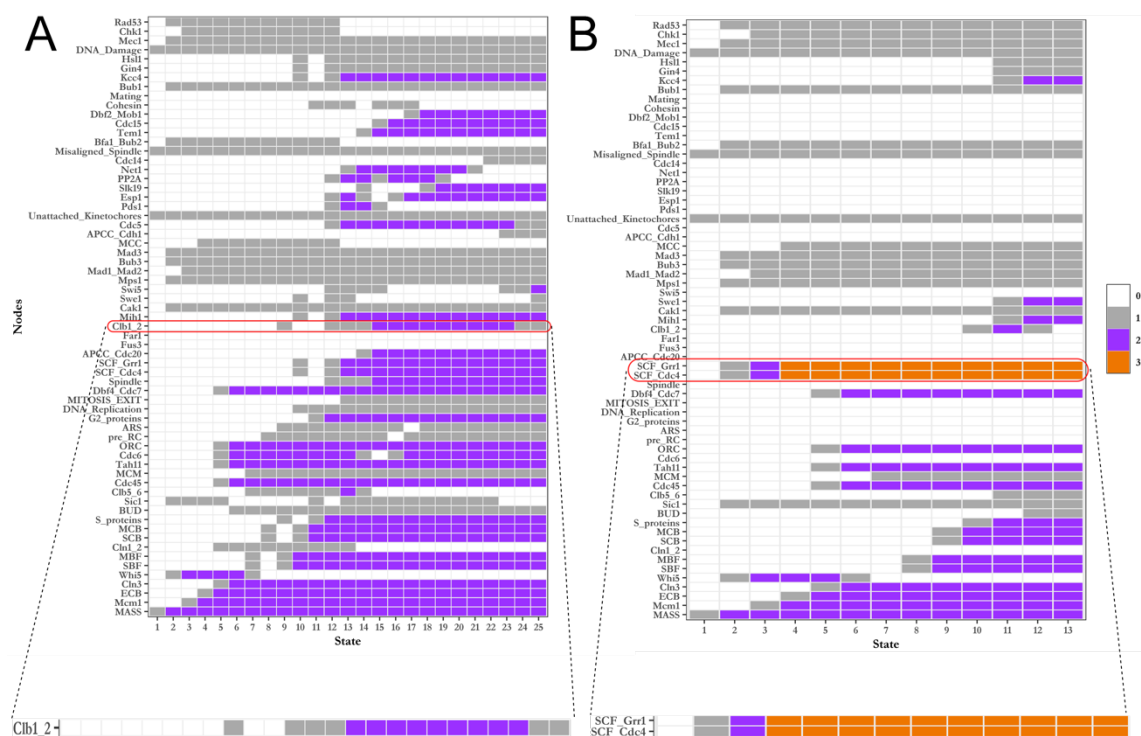 A
Rad53
Chk1
Mec1
DNA_Damage
Hsl1
Gin4
Kcc4
Bub1
Mating
Cohesin
Dbf2_Mob1
Cdc15
Tem1
Bfa1_Bub2
Misaligned_Spindle
Cdc14
Net1
PP2A
Slk19
Esp1
Pds1
Unattached_Kinetochores
Cdc5
APCC_Cdh1
MCC
Mad3
Bub3
Mad1_Mad2
Mps1
Swi5
Swe1
Cak1
Mih1
Clb1_2
Far1
Fus3
APCC_Cdc20
SCF_Grr1
SCF_Cdc4
Spindle
Dbf4_Cdc7
MITOSIS_EXIT
DNA_Replication
G2_proteins
ARS
pre_RC
ORC
Cdc6
Tah11
MCM
Cdc45
Clb5_6
Sic1
BUD
S_proteins
MCB
SCB
Cln1_2
MBF
SBF
Whi5
Cln3
ECB
Mcm1
MASS
Nodes
1 2 3 4 5 6 7 8 9 10 11 12 13 14 15 16 17 18 19 20 21 22 23 24 25
State
Clb1_2
B
Rad53
Chk1
Mec1
DNA_Damage
Hsl1
Gin4
Kcc4
Bub1
Mating
Cohesin
Dbf2_Mob1
Cdc15
Tem1
Bfa1_Bub2
Misaligned_Spindle
Cdc14
Net1
PP2A
Slk19
Esp1
Pds1
Unattached_Kinetochores
Cdc5
APCC_Cdh1
MCC
Mad3
Bub3
Mad1_Mad2
Mps1
Swi5
Swe1
Cak1
Mih1
Clb1_2
Far1
Fus3
APCC_Cdc20
SCF_Grr1
SCF_Cdc4
Spindle
Dbf4_Cdc7
MITOSIS_EXIT
DNA_Replication
G2_proteins
ARS
pre_RC
ORC
Cdc6
Tah11
MCM
Cdc45
Clb5_6
Sic1
BUD
S_proteins
MCB
SCB
Cln1_2
MBF
SBF
Whi5
Cln3
ECB
Mcm1
MASS
1 2 3 4 5 6 7 8 9 10 11 12 13
State
0
1
2
3
SCF_Grr1
SCF_Cdc4